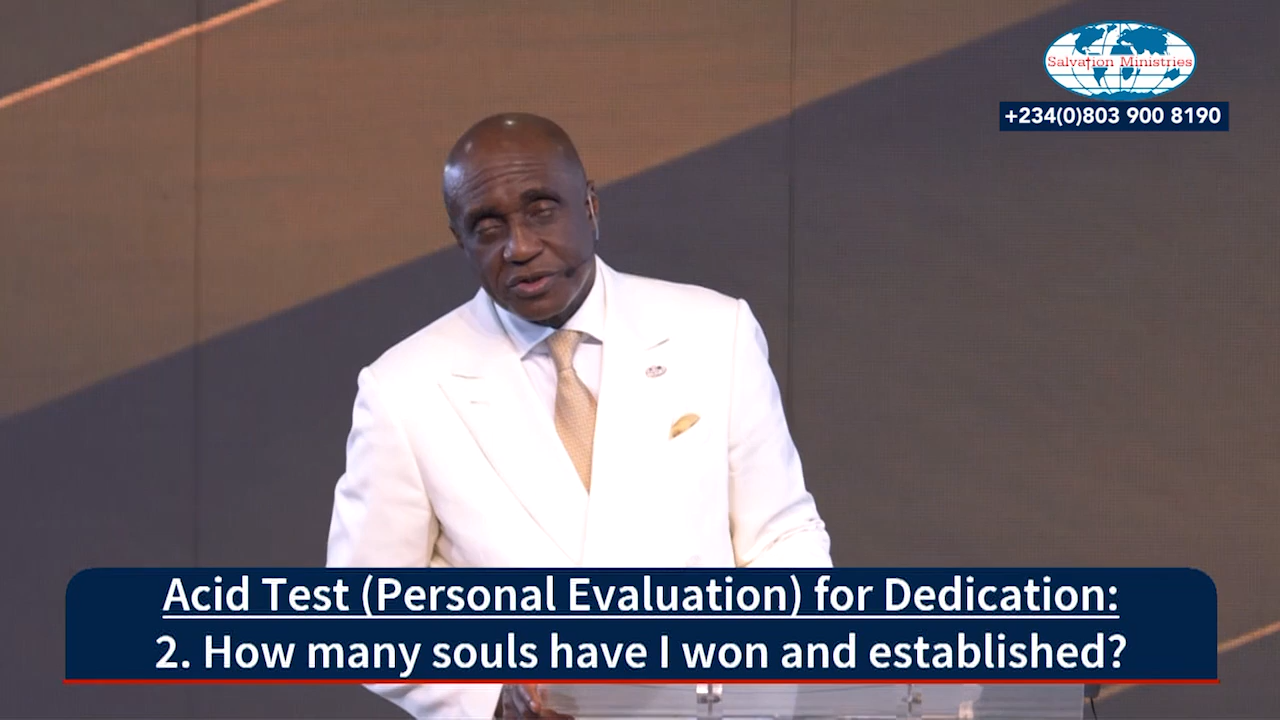 Salvation Ministries
+234(0)803 900 8190
Acid Test (Personal Evaluation) for Dedication:
2. How many souls have I won and established?